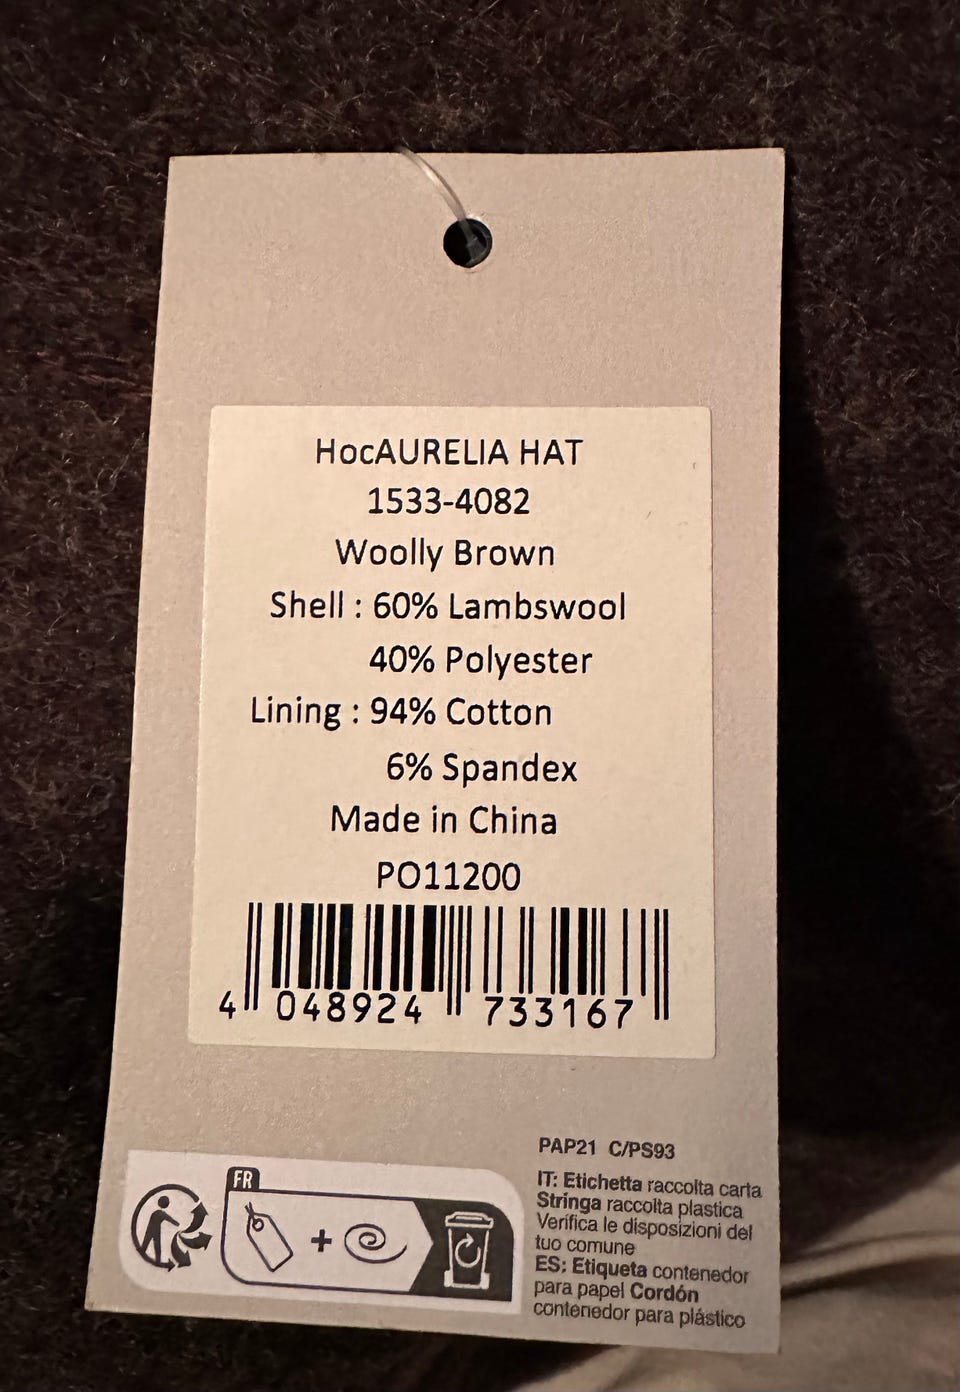 HocAURELIA HAT
1533-4082
Woolly Brown
Shell : 60% Lambswool
40% Polyester
Lining : 94% Cotton
6% Spandex
Made in China
PO11200
4 048924 733167
PAP21 C/PS93
IT: Etichetta raccolta carta
Stringa raccolta plastica
Verifica le disposizioni del
tuo comune
ES: Etiqueta contenedor
para papel Cordón
contenedor para plástico
FR
+